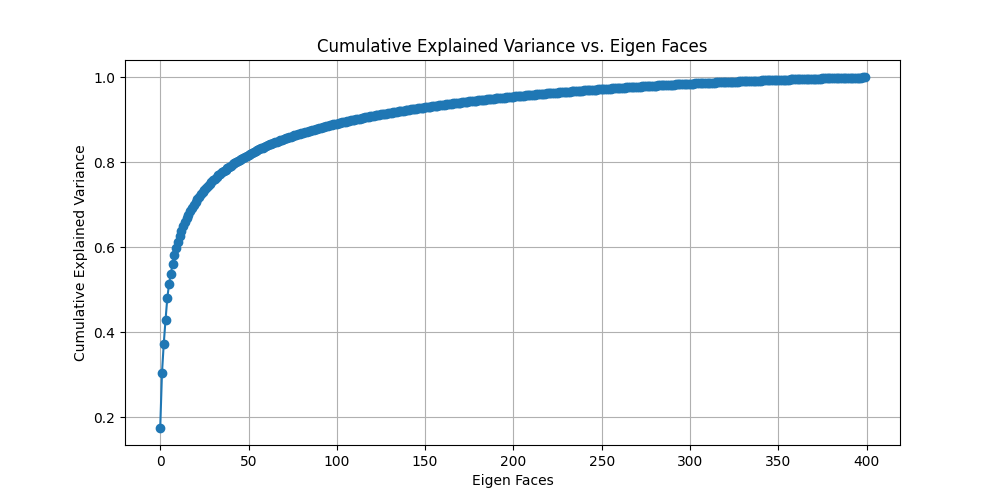 Cumulative Explained Variance vs. Eigen Faces
Cumulative Explained Variance
1.0
0.8
0.6
0.4
0.2
0 50 100 150 200 250 300 350 400
Eigen Faces